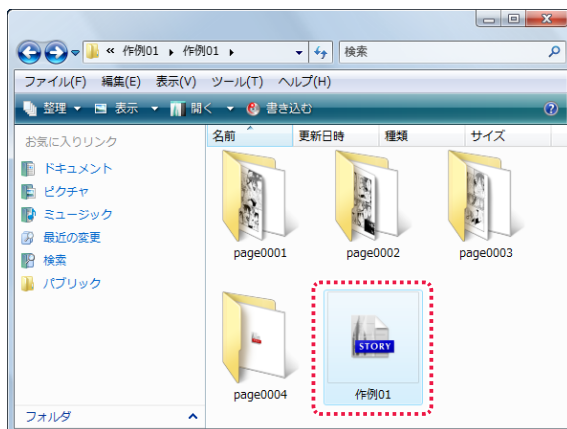 « 作例01 ▸ 作例01 ▸ 検索
ファイル(F) 編集(E) 表示(V) ツール(T) ヘルプ(H)
整理 表示 開く 書き込む
お気に入りリンク
ドキュメント
ピクチャ
ミュージック
最近の変更
検索
パブリック
フォルダ
名前 更新日時 種類 サイズ
page0001 page0002 page0003
STORY
page0004 作例01